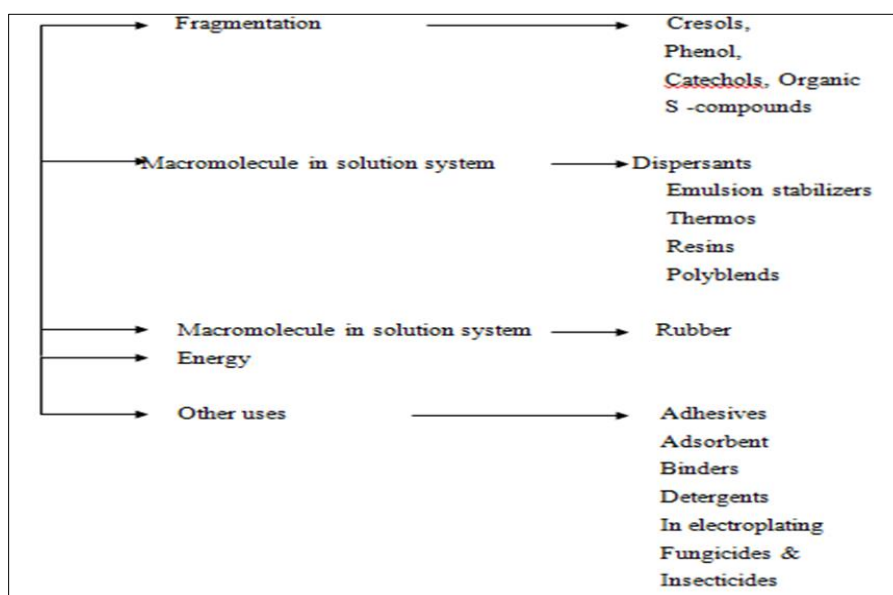 Fragmentation Cresols,
Phenol,
Catechols, Organic
S -compounds
Macromolecule in solution system Dispersants
Emulsion stabilizers
Thermos
Resins
Polyblends
Macromolecule in solution system Rubber
Energy
Other uses Adhesives
Adsorbent
Binders
Detergents
In electroplating
Fungicides &
Insecticides